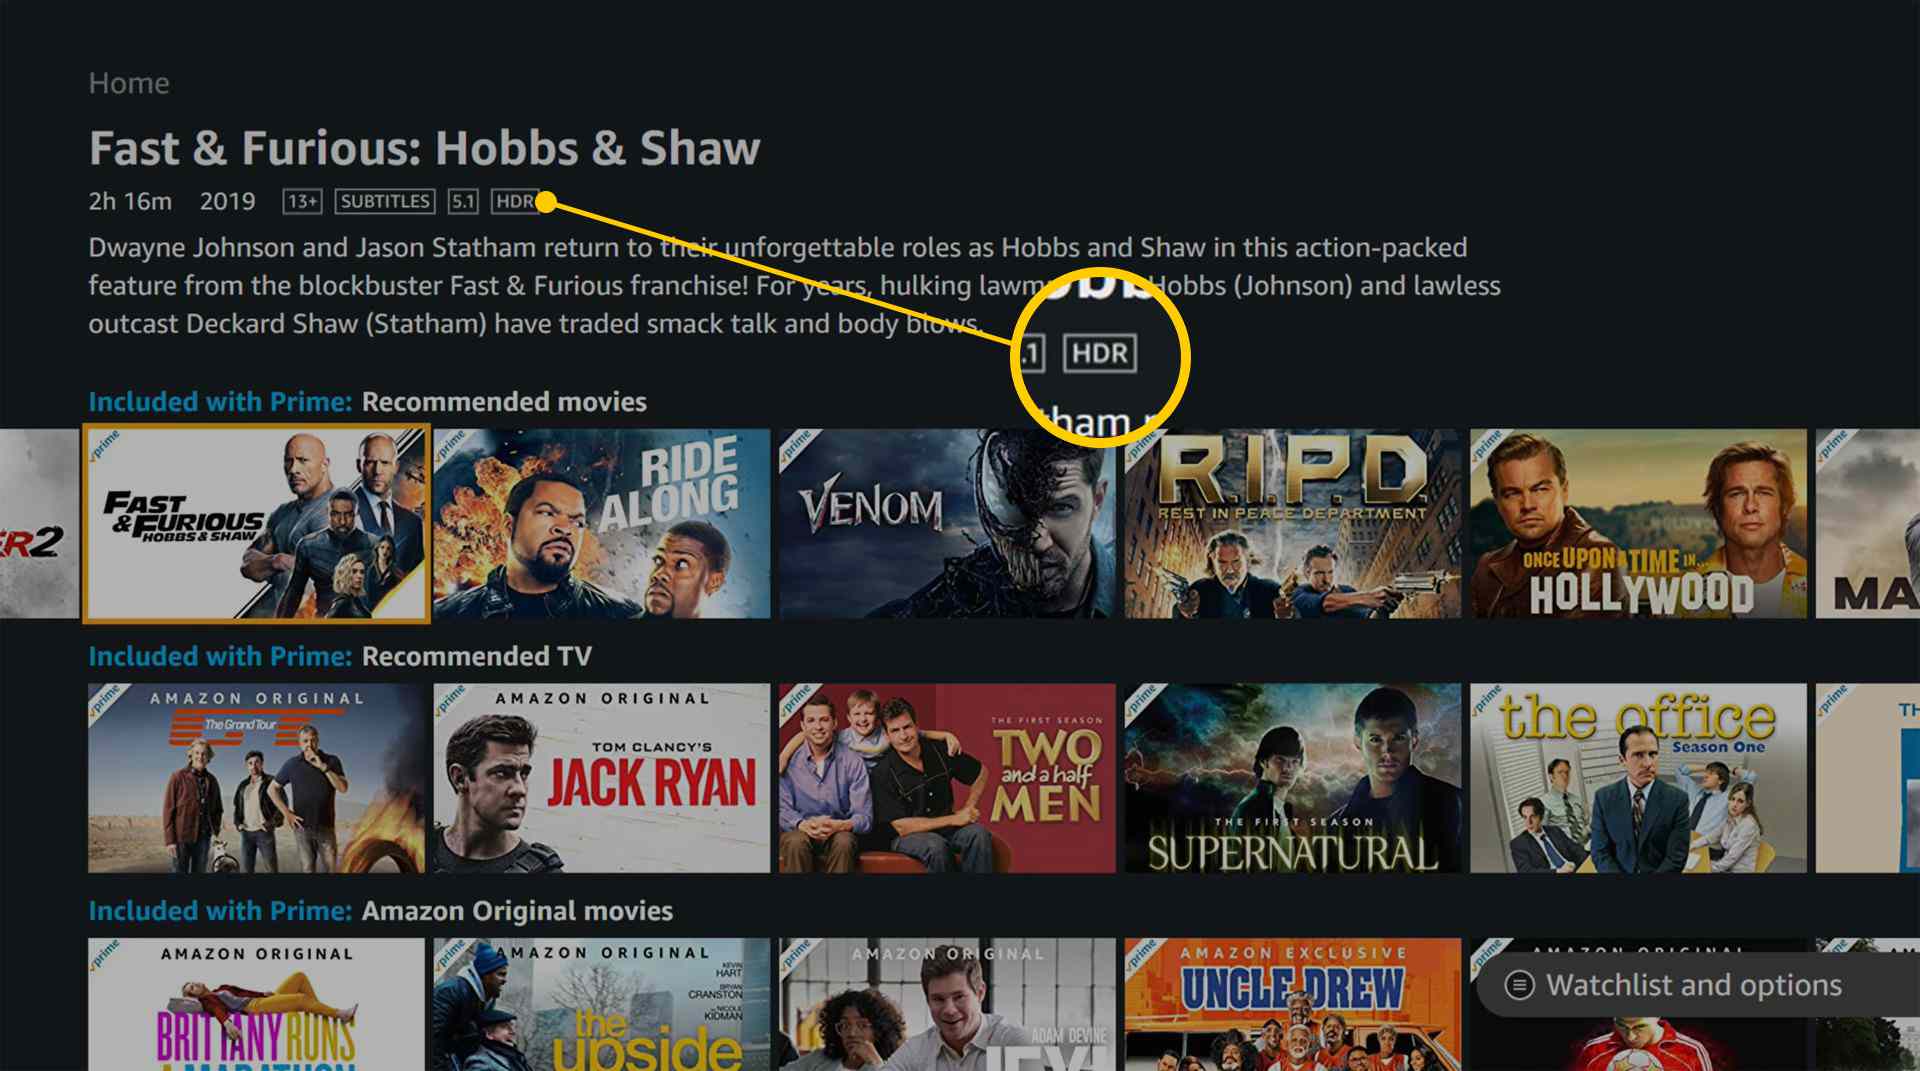 Home
Fast & Furious: Hobbs & Shaw
2h 16m 2019 13+ SUBTITLES 5.1 HDR
Dwayne Johnson and Jason Statham return to their unforgettable roles as Hobbs and Shaw in this action-packed
feature from the blockbuster Fast & Furious franchise! For years, hulking lawm Hobbs (Johnson) and lawless
outcast Deckard Shaw (Statham) have traded smack talk and body blows.
obb
.1 HDR
tham r
Included with Prime: Recommended movies
ER2
prime
FAST
& FURIOUS
HOBBS & SHAW
prime
RIDE
ALONG
prime
VENOM
prime
R.I.P.D.
REST IN PEACE DEPARTMENT
prime
ONCE UPON A TIME IN...
HOLLYWOOD
prime
MA
Included with Prime: Recommended TV
prime
AMAZON ORIGINAL
The Grand Tour
GT
prime
AMAZON ORIGINAL
TOM CLANCY'S
JACK RYAN
prime
THE FIRST SEASON
TWO
and a half
MEN
prime
THE FIRST SEASON
SUPERNATURAL
prime
the office
Season One
prime
TH
Included with Prime: Amazon Original movies
prime
AMAZON ORIGINAL
BRITTANY RUNS
A MARATHON
prime
AMAZON ORIGINAL
KEVIN
HART
BRYAN
CRANSTON
NICOLE
KIDMAN
the
upside
prime
AMAZON ORIGINAL
ADAM DEVINE
JEXI
prime
AMAZON EXCLUSIVE
UNCLE DREW
prime
AMAZON ORIGINAL
prime
AM
Watchlist and options